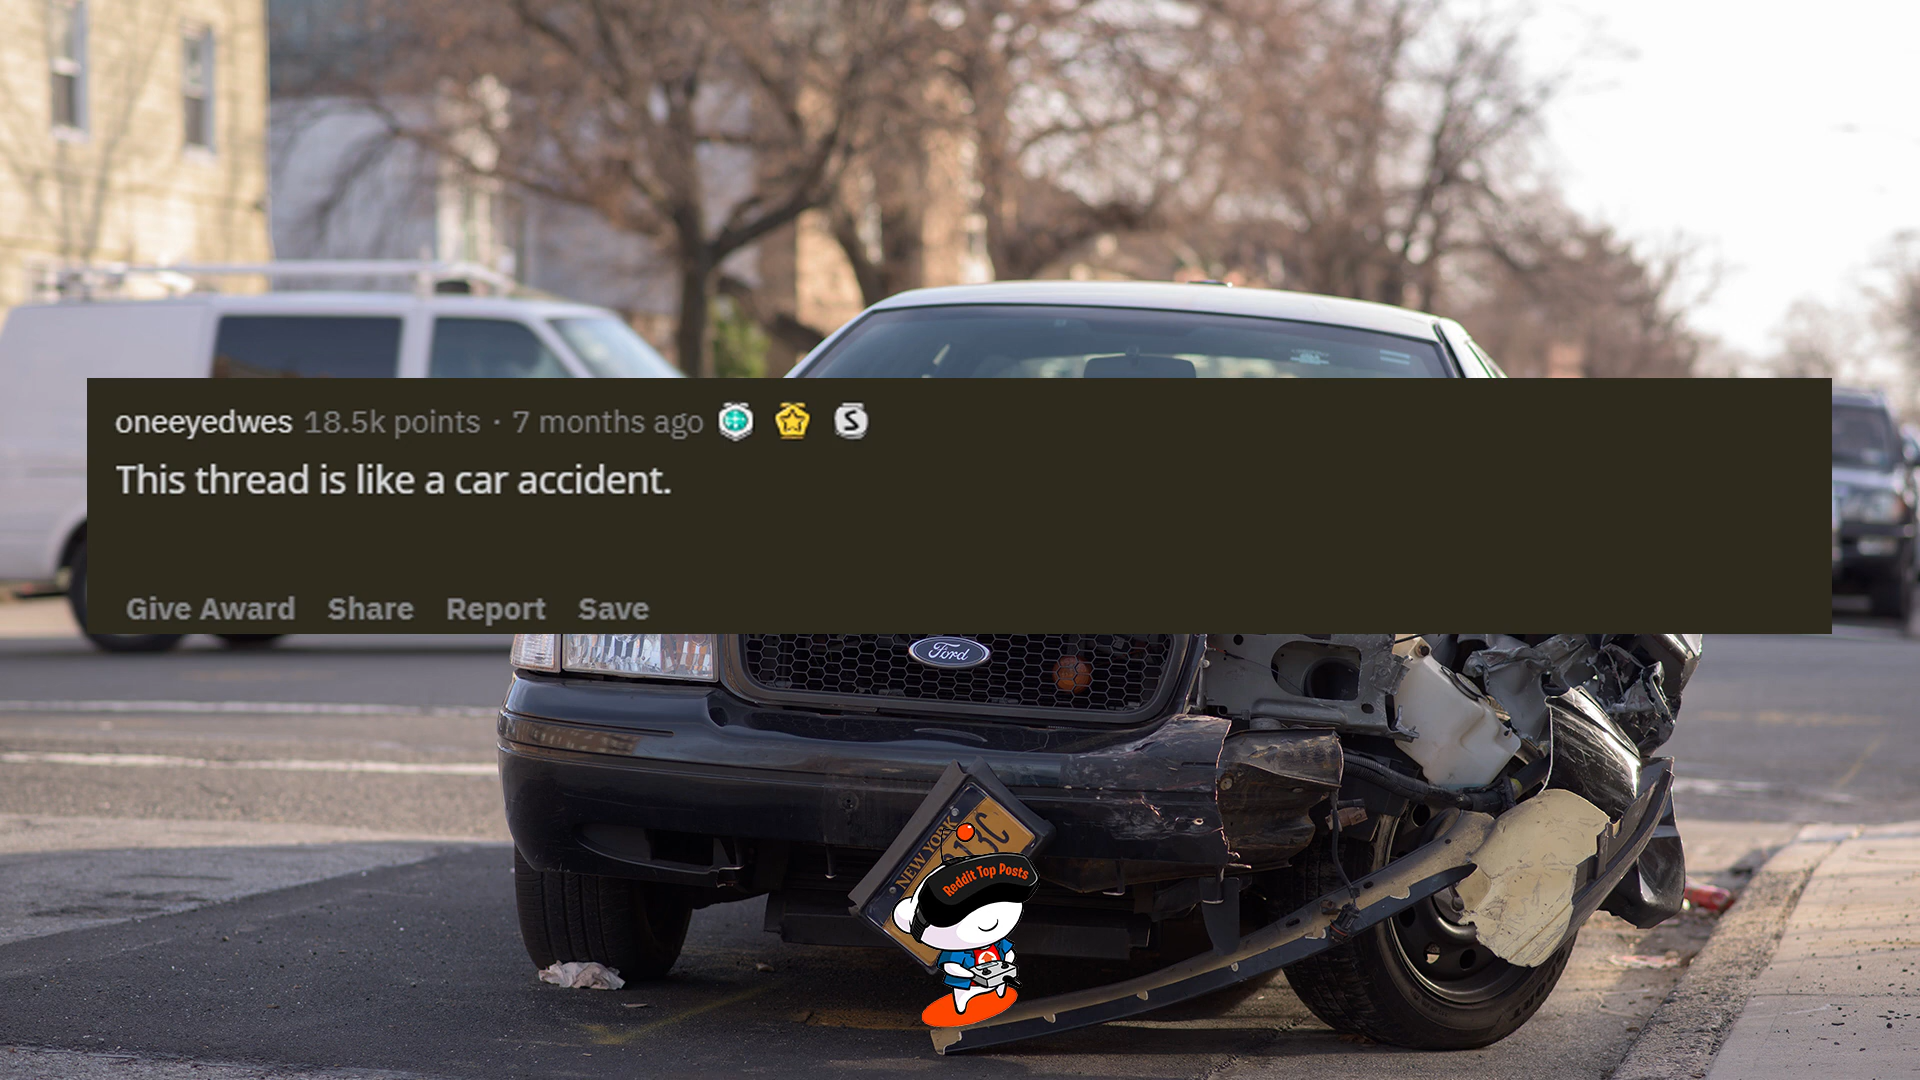 oneeyedwes 18.5k points · 7 months ago
This thread is like a car accident.
Give Award Share Report Save
Ford
NEW YORK
Reddit Top Posts